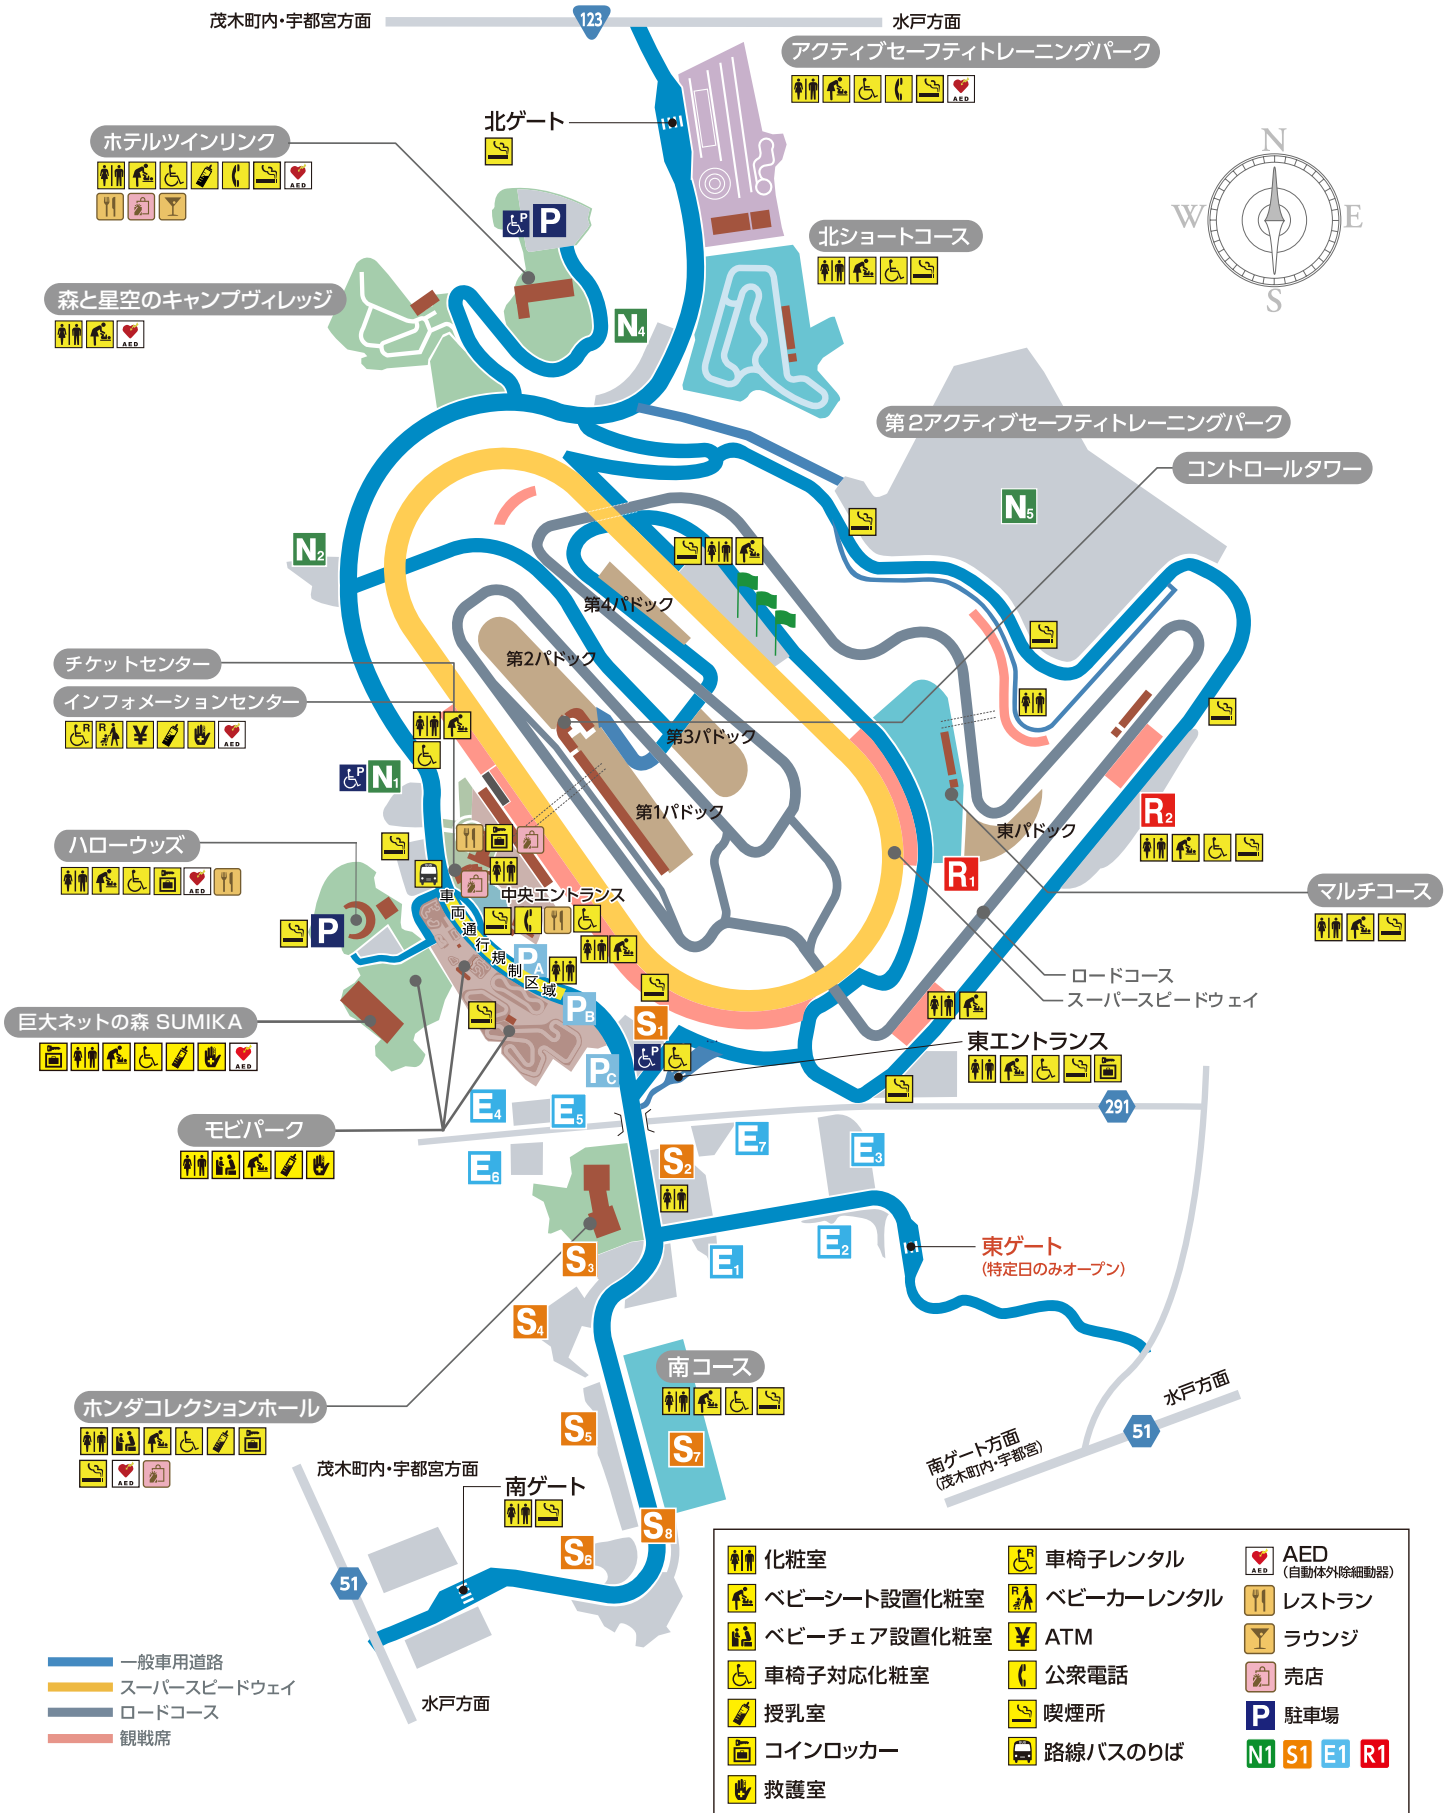 茂木町内・宇都宮方面
123
水戸方面
アクティブセーフティトレーニングパーク
AED
北ゲート
ホテルツインリンク
AED
P
P
N
W
E
S
北ショートコース
森と星空のキャンプヴィレッジ
AED
N4
第2アクティブセーフティトレーニングパーク
コントロールタワー
N5
N2
第4パドック
第2パドック
チケットセンター
インフォメーションセンター
R
R
¥
AED
第3パドック
P
N1
第1パドック
R2
東パドック
ハローウッズ
AED
R1
マルチコース
中央エントランス
車両通行規制区域
P
PA
PB
PC
ロードコース
スーパースピードウェイ
巨大ネットの森 SUMIKA
AED
S1
P
東エントランス
モビパーク
E4
E5
291
E6
E7
E3
S2
E2
E1
東ゲート
(特定日のみオープン)
S3
S4
南コース
水戸方面
51
南ゲート方面
(茂木町内・宇都宮)
ホンダコレクションホール
AED
S5
S7
茂木町内・宇都宮方面
南ゲート
S8
S6
51
水戸方面
一般車用道路
スーパースピードウェイ
ロードコース
観戦席
化粧室
ベビーシート設置化粧室
ベビーチェア設置化粧室
車椅子対応化粧室
授乳室
コインロッカー
救護室
R
車椅子レンタル
R
ベビーカーレンタル
¥
ATM
公衆電話
喫煙所
路線バスのりば
AED
AED
(自動体外除細動器)
レストラン
ラウンジ
売店
P
駐車場
N1 S1 E1 R1